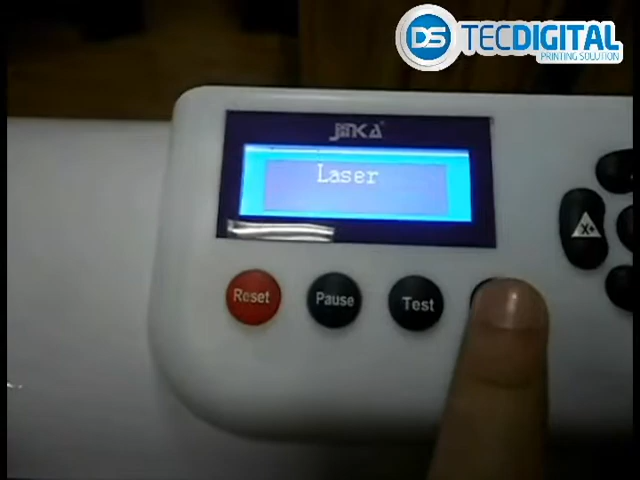 DS TECDIGITAL
PRINTING SOLUTION
JINKA
Laser
Reset
Pause
Test
X+